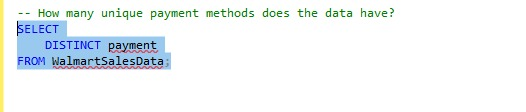 -- How many unique payment methods does the data have?
SELECT
DISTINCT payment
FROM WalmartSalesData;